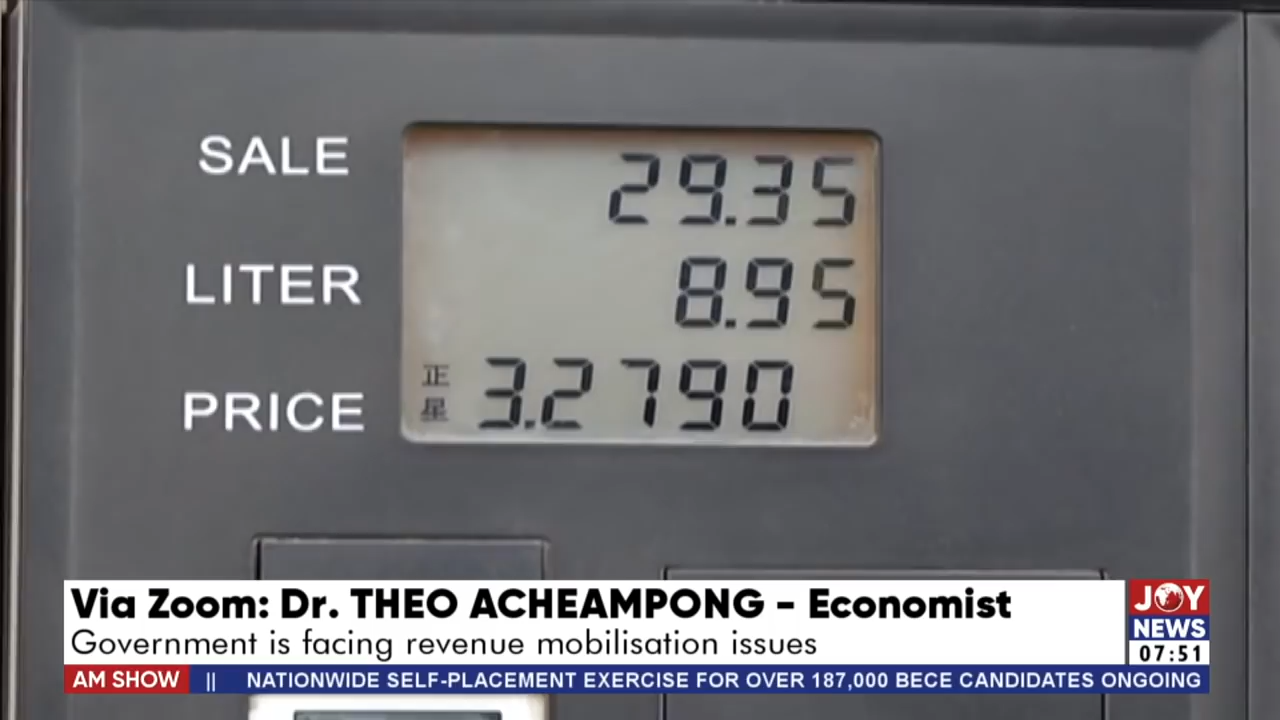 SALE 29.35
LITER 8.95
PRICE 正星 3.2790
Via Zoom: Dr. THEO ACHEAMPONG - Economist
Government is facing revenue mobilisation issues
JOY
NEWS
07:51
AM SHOW || NATIONWIDE SELF-PLACEMENT EXERCISE FOR OVER 187,000 BECE CANDIDATES ONGOING